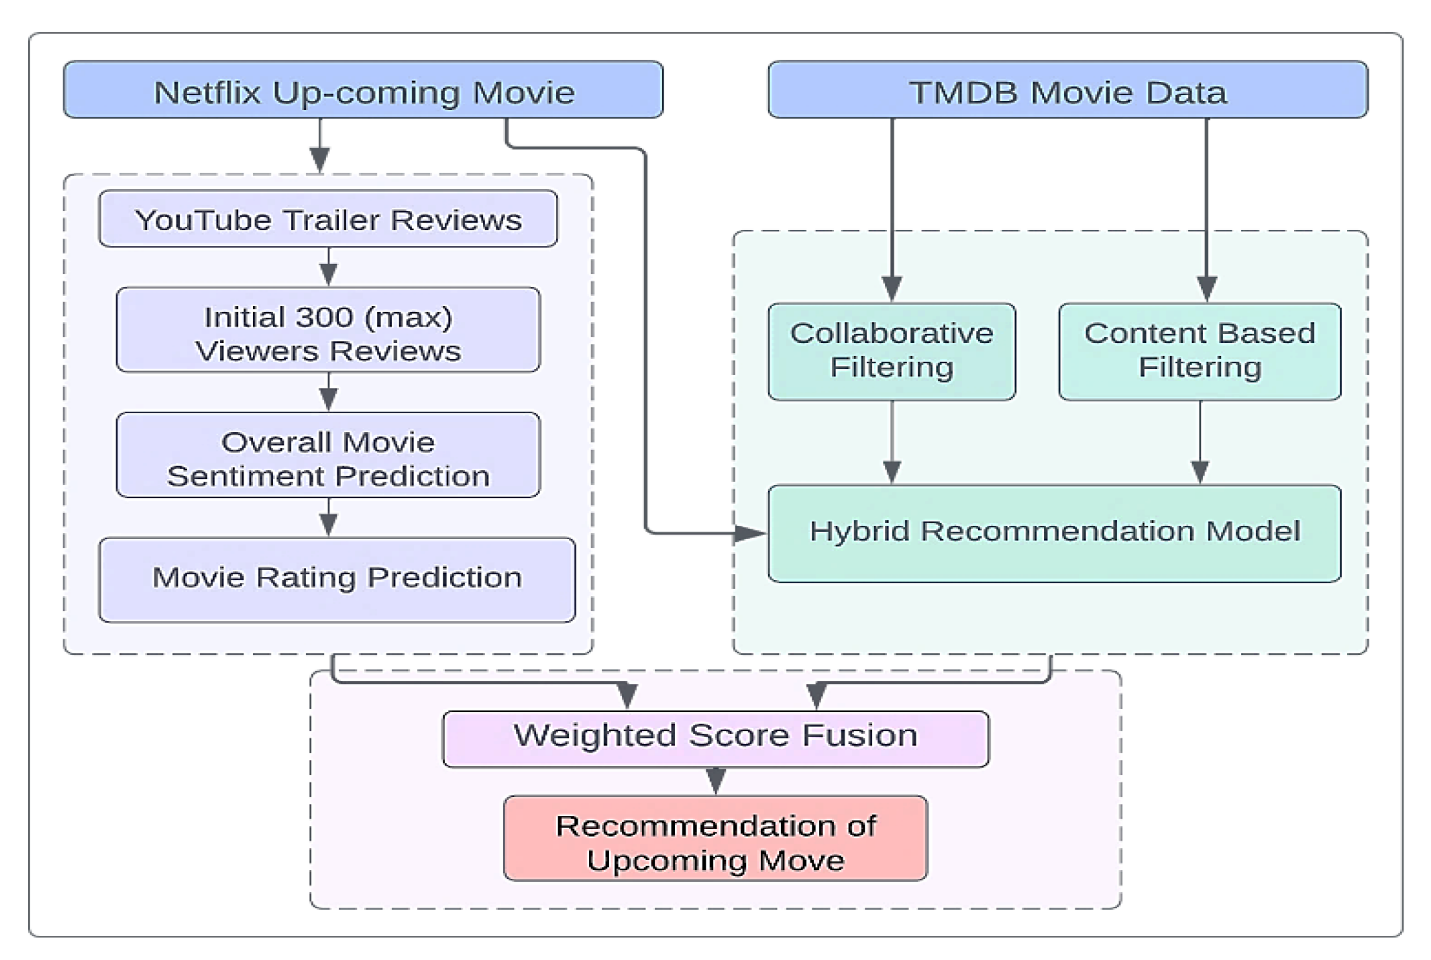 Netflix Up-coming Movie
TMDB Movie Data
YouTube Trailer Reviews
Initial 300 (max)
Viewers Reviews
Overall Movie
Sentiment Prediction
Movie Rating Prediction
Collaborative
Filtering
Content Based
Filtering
Hybrid Recommendation Model
Weighted Score Fusion
Recommendation of
Upcoming Move